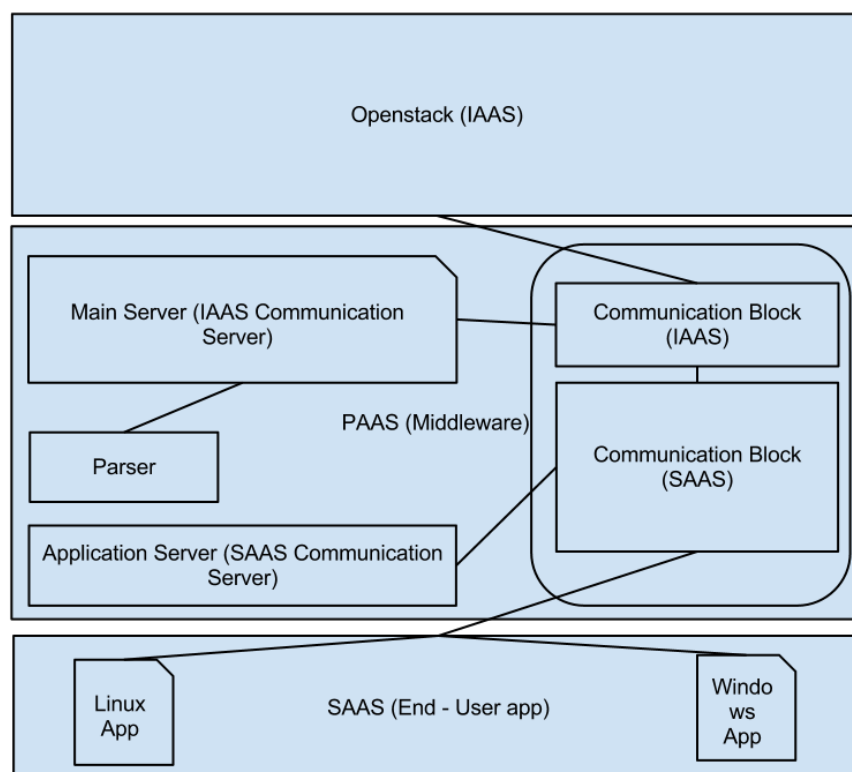 Openstack (IAAS)
Main Server (IAAS Communication
Server)
Communication Block
(IAAS)
PAAS (Middleware)
Parser
Communication Block
(SAAS)
Application Server (SAAS Communication
Server)
Linux
App
SAAS (End - User app)
Windo
ws
App